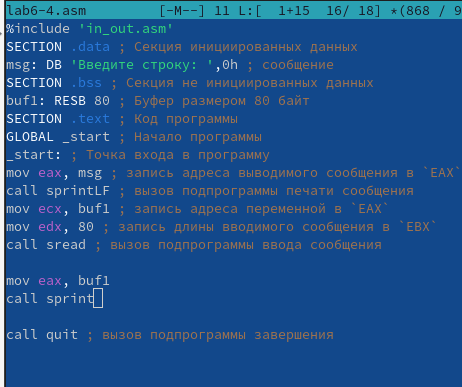 lab6-4.asm [-M--] 11 L:[ 1+15 16/ 18] *(868 / 9
%include 'in_out.asm'
SECTION .data ; Секция инициированных данных
msg: DB 'Введите строку: ',0h ; сообщение
SECTION .bss ; Секция не инициированных данных
buf1: RESB 80 ; Буфер размером 80 байт
SECTION .text ; Код программы
GLOBAL _start ; Начало программы
_start: ; Точка входа в программу
mov eax, msg ; запись адреса выводимого сообщения в `EAX`
call sprintLF ; вызов подпрограммы печати сообщения
mov ecx, buf1 ; запись адреса переменной в `EAX`
mov edx, 80 ; запись длины вводимого сообщения в `EBX`
call sread ; вызов подпрограммы ввода сообщения
mov eax, buf1
call sprint
call quit ; вызов подпрограммы завершения